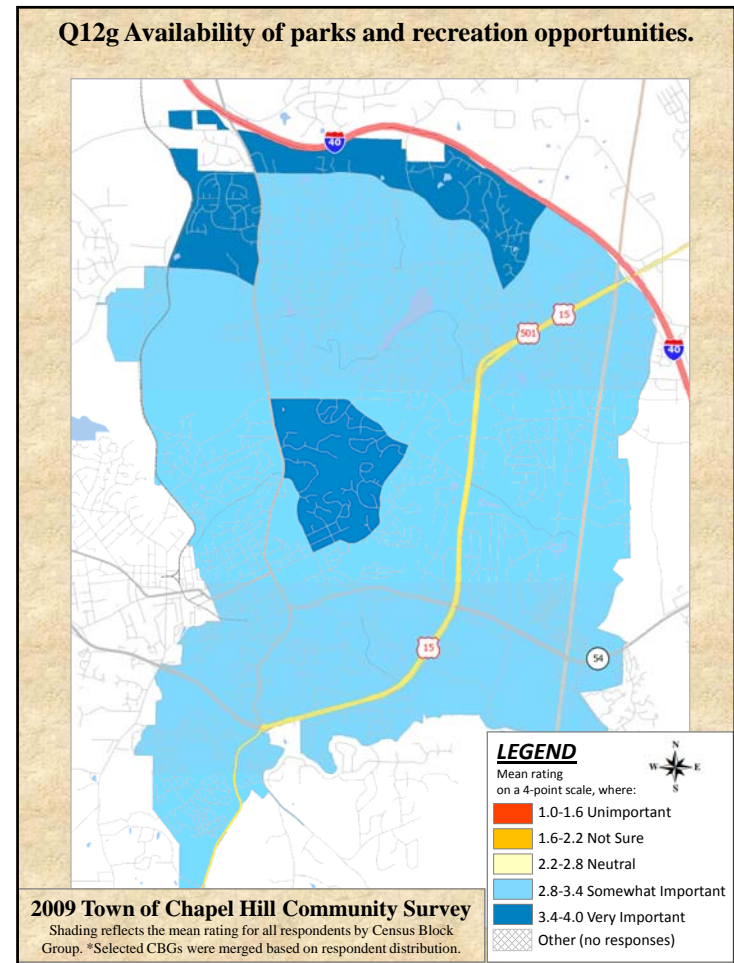 Q12g Availability of parks and recreation opportunities.
40
15
501
40
15
54
LEGEND
N
W E
S
Mean rating
on a 4-point scale, where:
1.0-1.6 Unimportant
1.6-2.2 Not Sure
2.2-2.8 Neutral
2.8-3.4 Somewhat Important
3.4-4.0 Very Important
Other (no responses)
2009 Town of Chapel Hill Community Survey
Shading reflects the mean rating for all respondents by Census Block
Group. *Selected CBGs were merged based on respondent distribution.